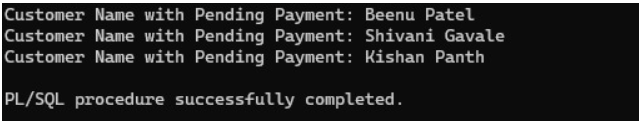 Customer Name with Pending Payment: Beenu Patel
Customer Name with Pending Payment: Shivani Gavale
Customer Name with Pending Payment: Kishan Panth
PL/SQL procedure successfully completed.